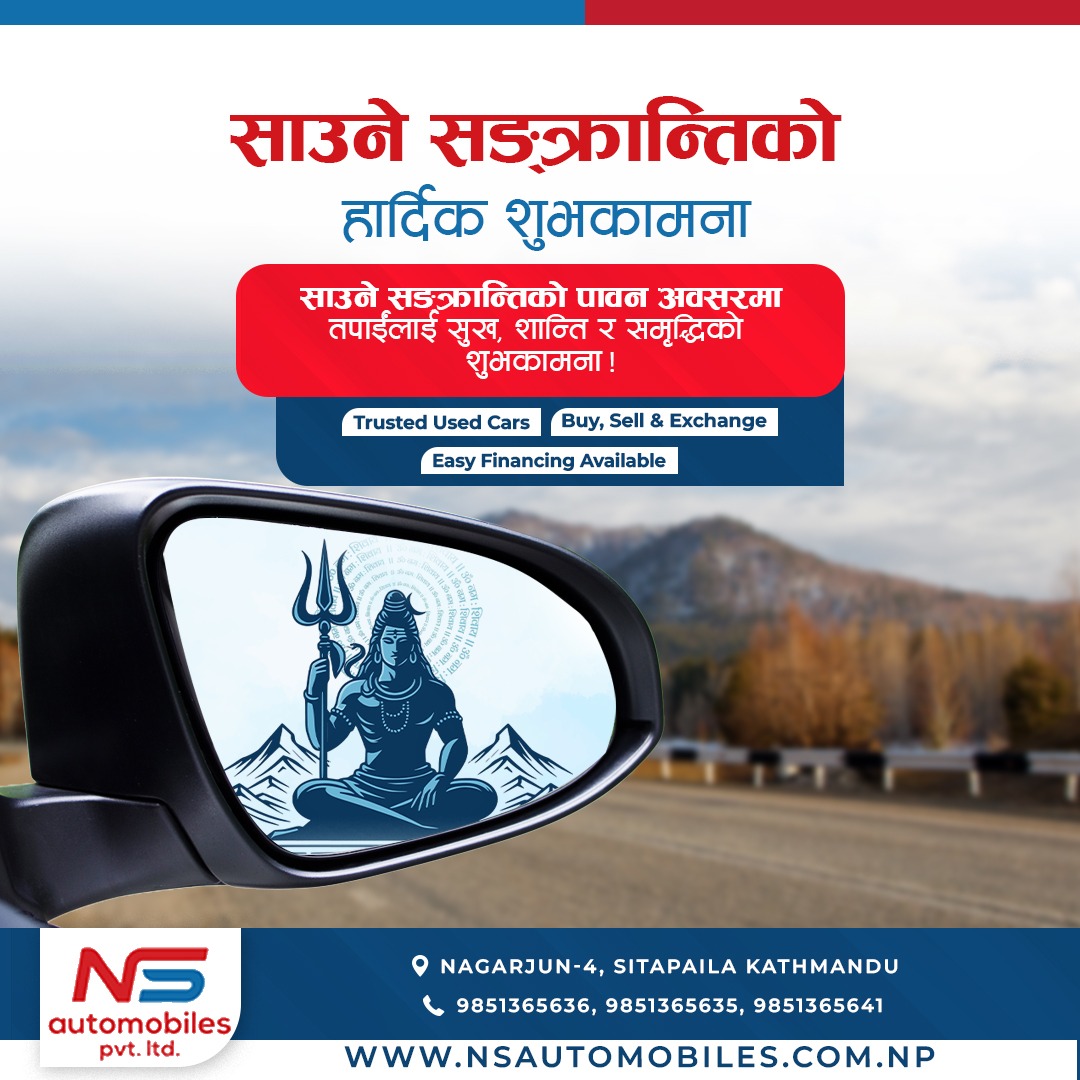 साउने सङ्क्रान्तिको
हार्दिक शुभकामना
साउने सङ्क्रान्तिको पावन अवसरमा
तपाईंलाई सुख, शान्ति र समृद्धिको
शुभकामना !
Trusted Used Cars
Buy, Sell & Exchange
Easy Financing Available
NS
automobiles
pvt. ltd.
NAGARJUN-4, SITAPAILA KATHMANDU
9851365636, 9851365635, 9851365641
WWW.NSAUTOMOBILES.COM.NP